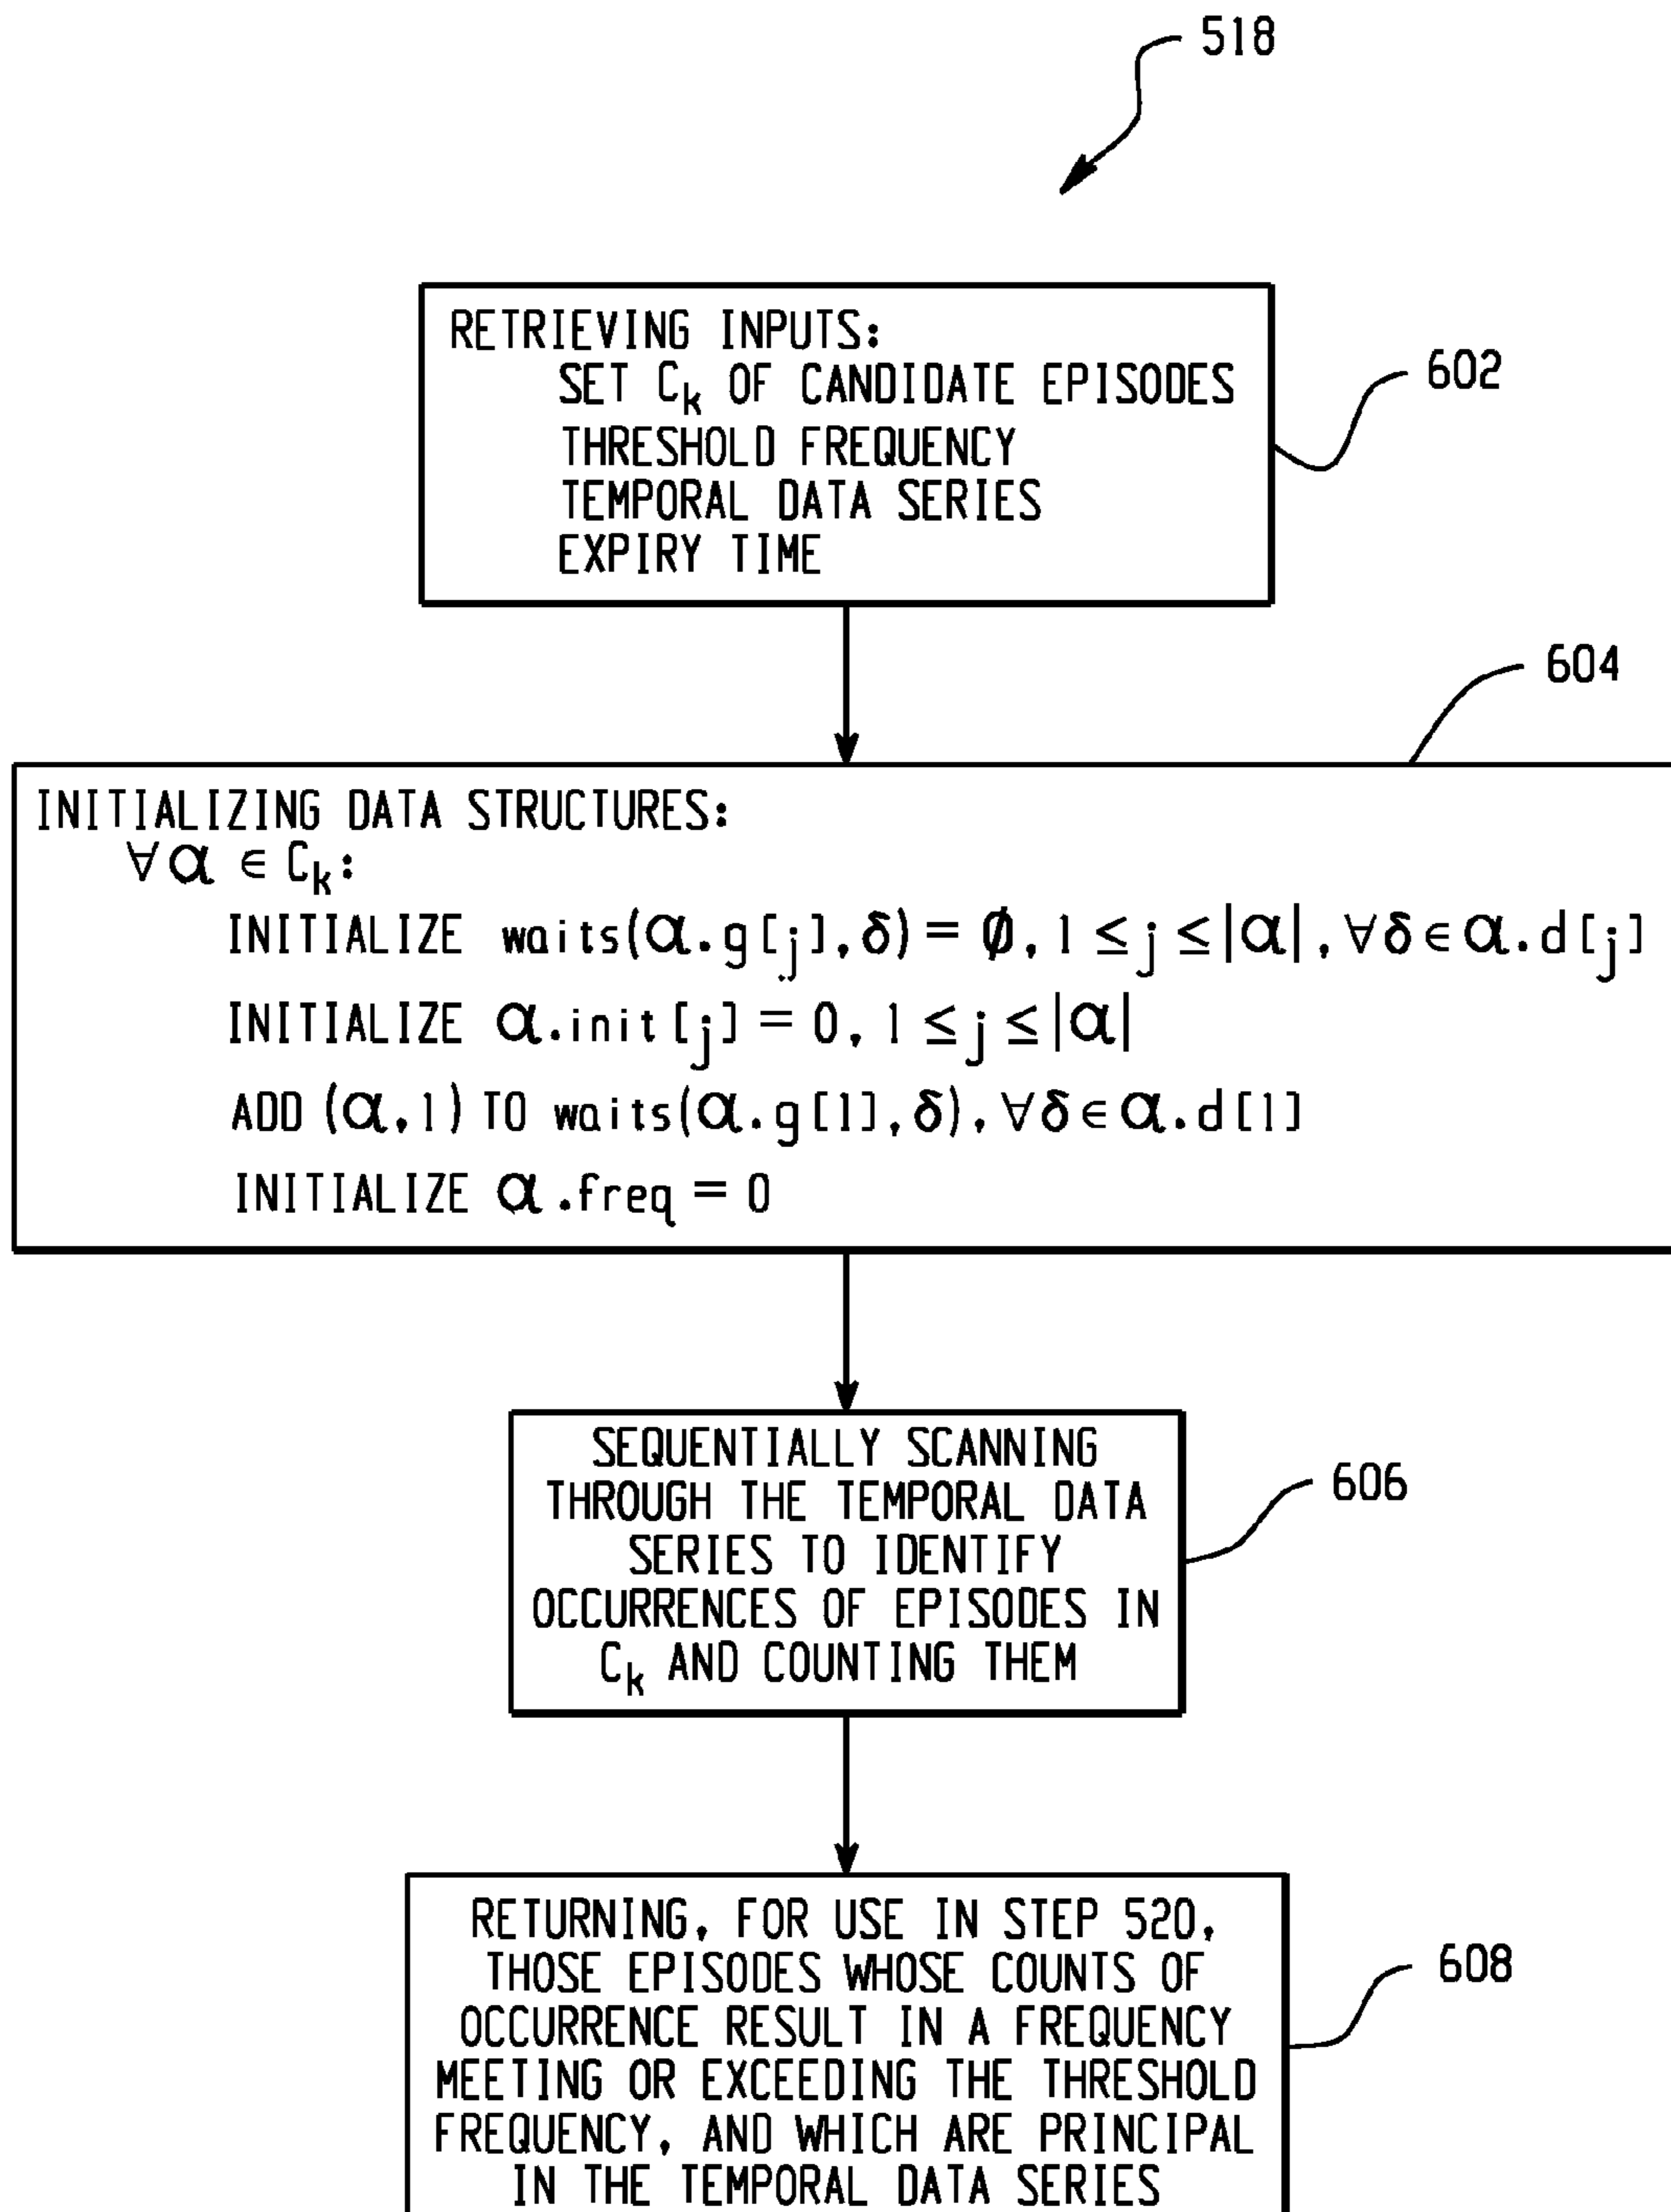 518
RETRIEVING INPUTS:
SET Ck OF CANDIDATE EPISODES
THRESHOLD FREQUENCY
TEMPORAL DATA SERIES
EXPIRY TIME
602
604
INITIALIZING DATA STRUCTURES:
∀α ∈ Ck:
INITIALIZE waits(α.g[j],δ) = ∅, 1 ≤ j ≤ |α|, ∀δ∈α.d[j]
INITIALIZE α.init[j] = 0, 1 ≤ j ≤ |α|
ADD (α,1) TO waits(α.g[1],δ), ∀δ∈α.d[1]
INITIALIZE α.freq = 0
SEQUENTIALLY SCANNING
THROUGH THE TEMPORAL DATA
SERIES TO IDENTIFY
OCCURRENCES OF EPISODES IN
Ck AND COUNTING THEM
606
RETURNING, FOR USE IN STEP 520,
THOSE EPISODES WHOSE COUNTS OF
OCCURRENCE RESULT IN A FREQUENCY
MEETING OR EXCEEDING THE THRESHOLD
FREQUENCY, AND WHICH ARE PRINCIPAL
IN THE TEMPORAL DATA SERIES
608